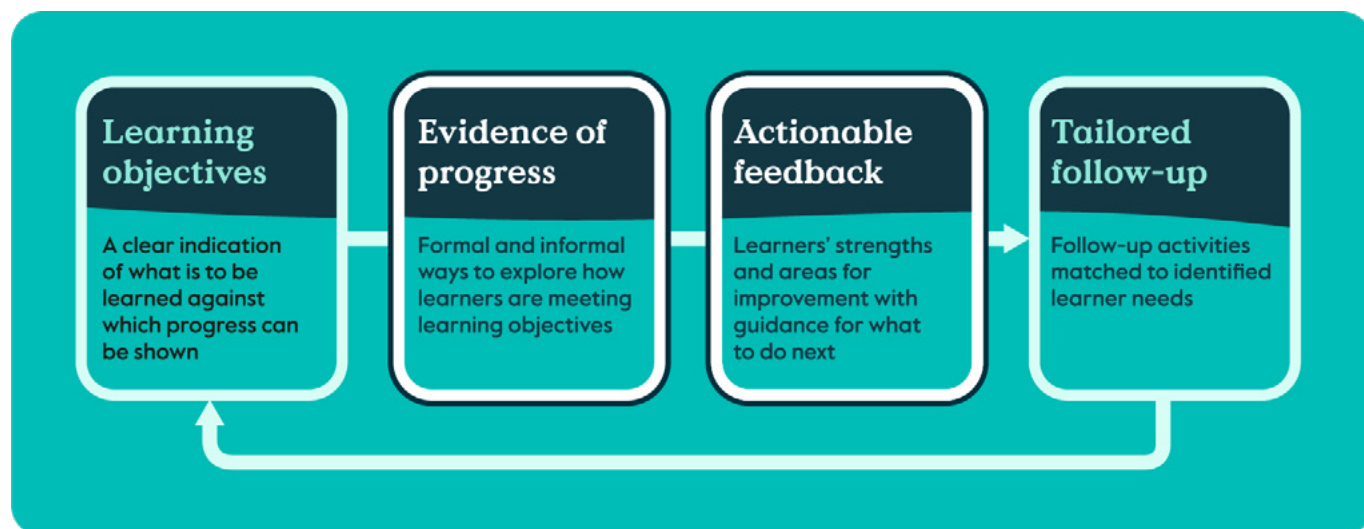 Learning
objectives
A clear indication
of what is to be
learned against
which progress can
be shown
Evidence of
progress
Formal and informal
ways to explore how
learners are meeting
learning objectives
Actionable
feedback
Learners' strengths
and areas for
improvement with
guidance for what
to do next
Tailored
follow-up
Follow-up activities
matched to identified
learner needs